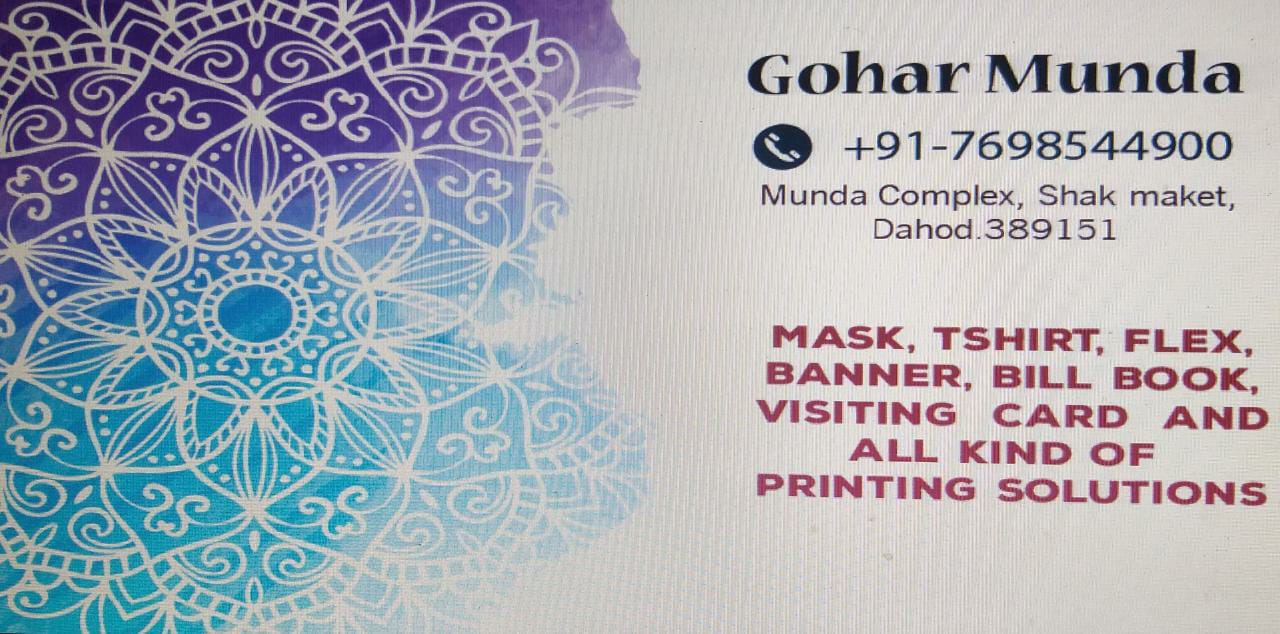 Gohar Munda
+91-7698544900
Munda Complex, Shak maket,
Dahod.389151
MASK, TSHIRT, FLEX,
BANNER, BILL BOOK,
VISITING CARD AND
ALL KIND OF
PRINTING SOLUTIONS